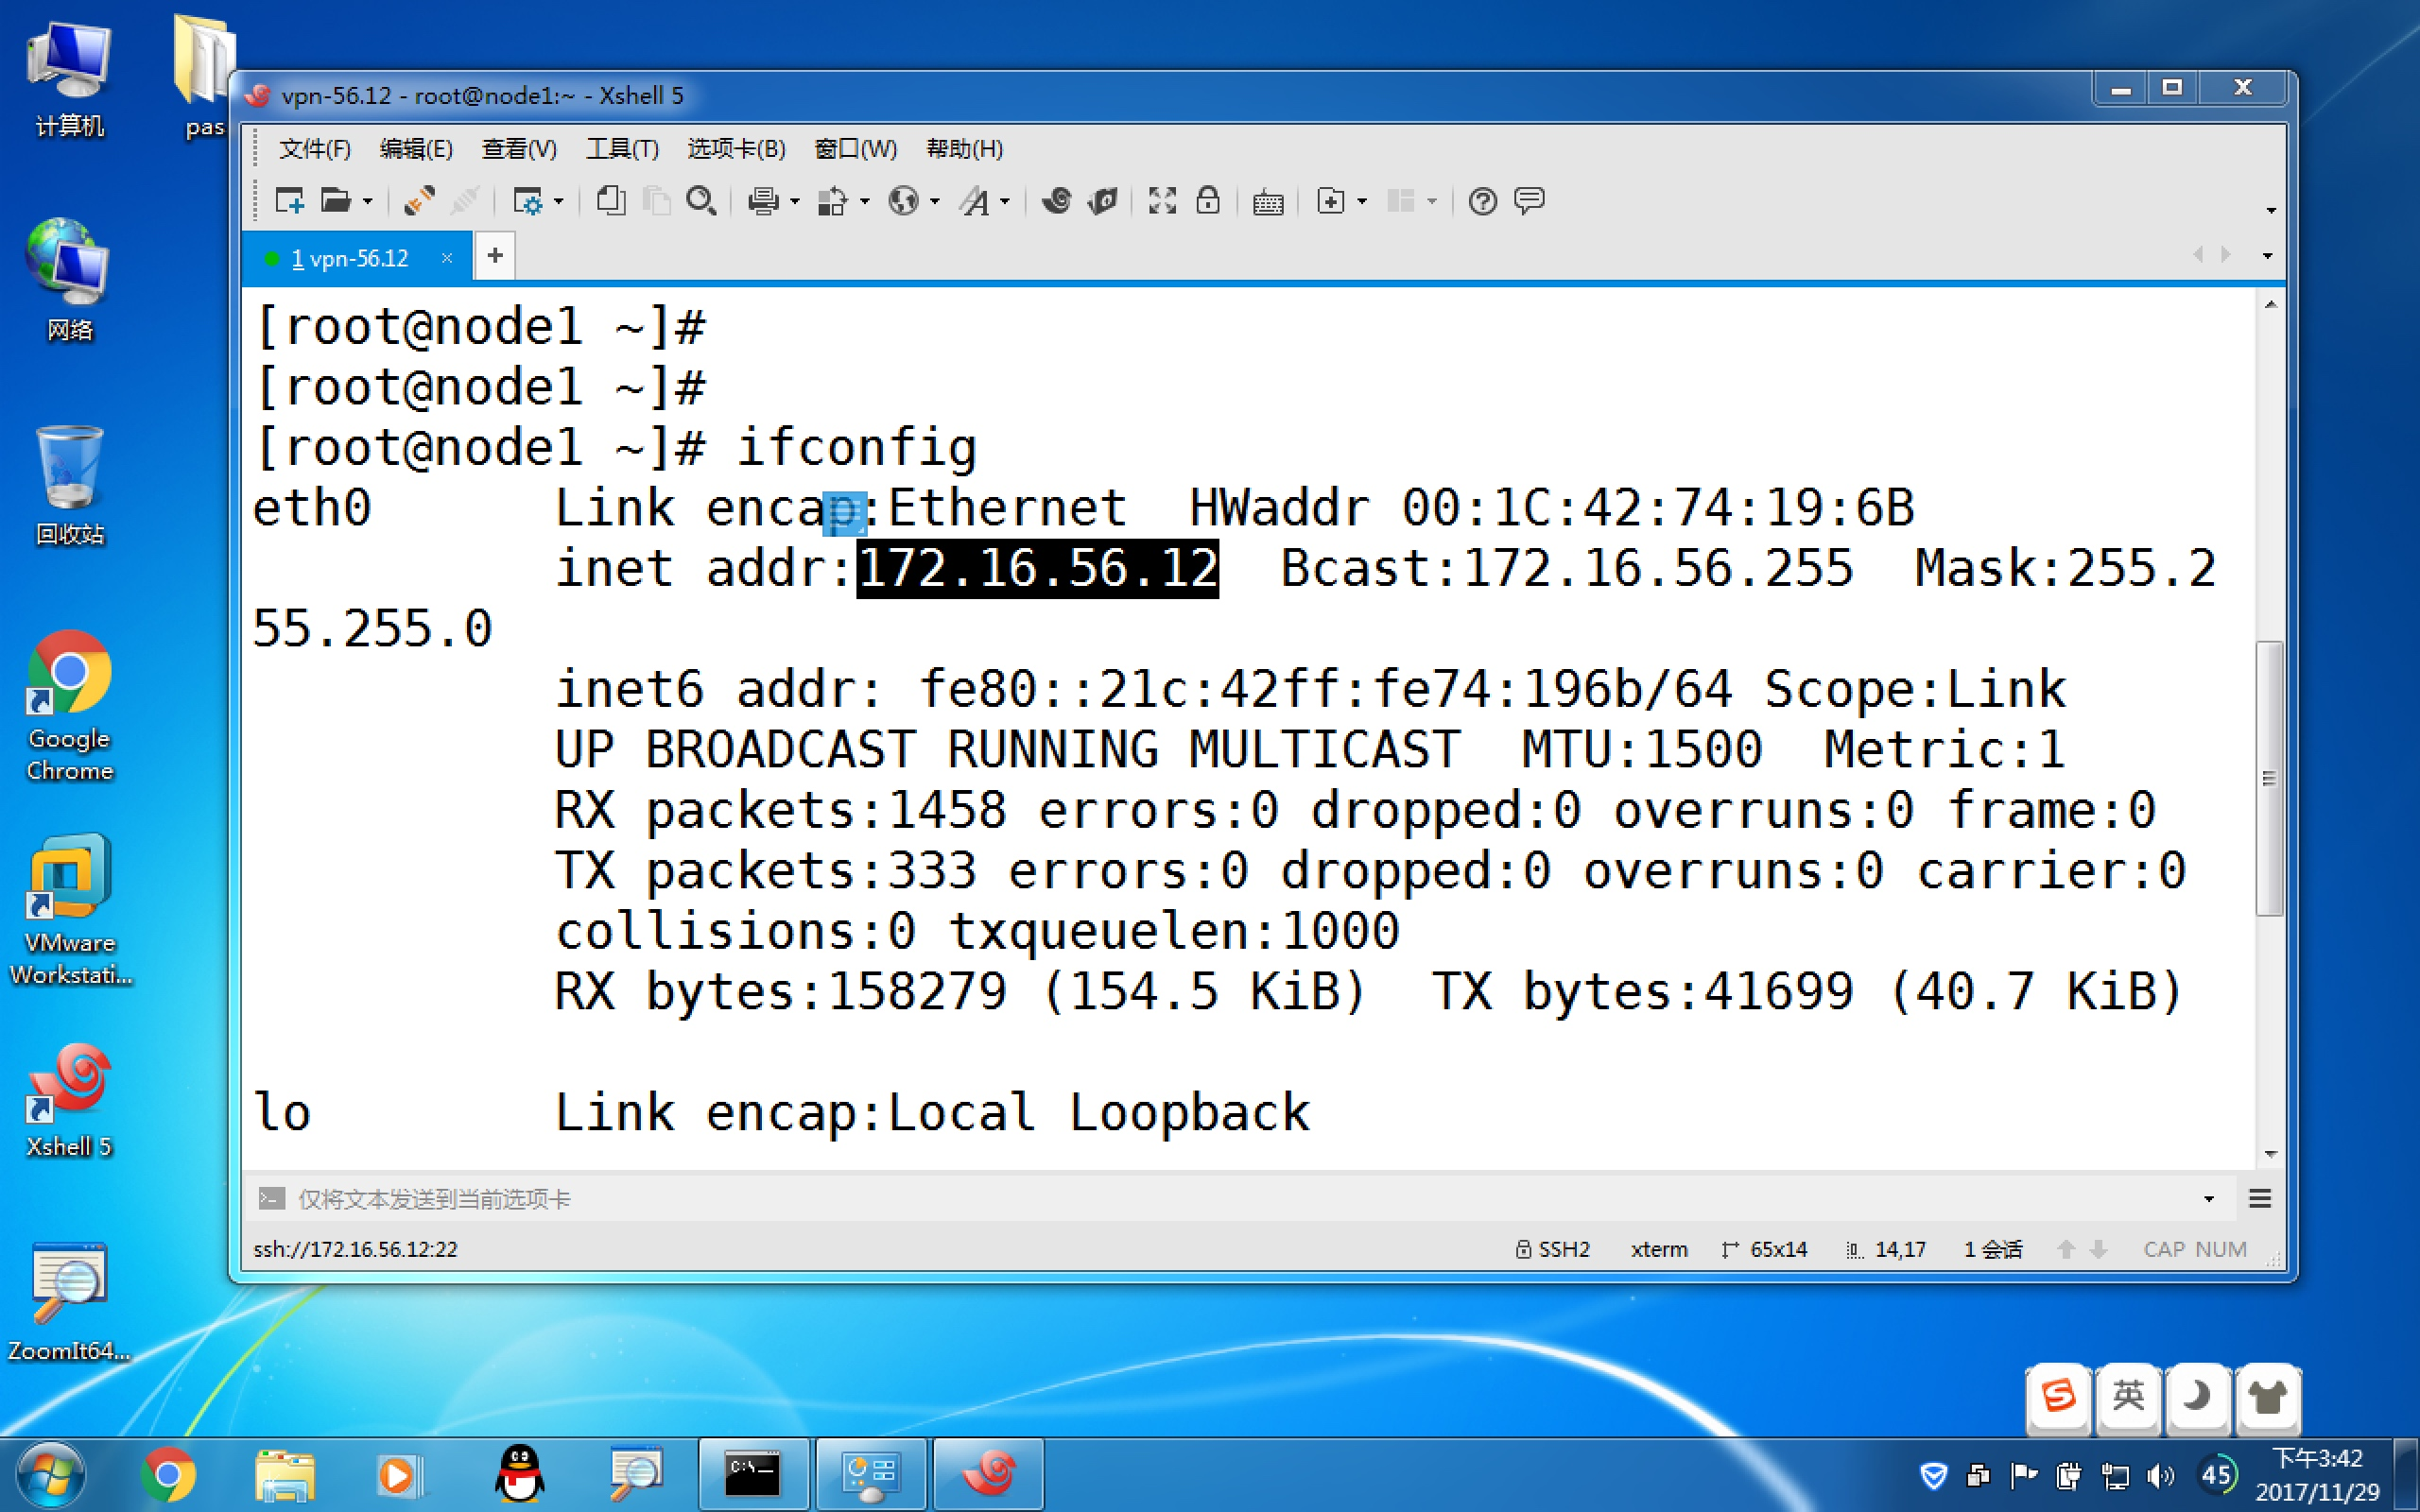 计算机
pas
网络
回收站
Google
Chrome
VMware
Workstati...
Xshell 5
ZoomIt64...
vpn-56.12 - root@node1:~ - Xshell 5
文件(F) 编辑(E) 查看(V) 工具(T) 选项卡(B) 窗口(W) 帮助(H)
1 vpn-56.12
[root@node1 ~]#
[root@node1 ~]#
[root@node1 ~]# ifconfig
eth0 Link encap:Ethernet HWaddr 00:1C:42:74:19:6B
inet addr:172.16.56.12 Bcast:172.16.56.255 Mask:255.2
55.255.0
inet6 addr: fe80::21c:42ff:fe74:196b/64 Scope:Link
UP BROADCAST RUNNING MULTICAST MTU:1500 Metric:1
RX packets:1458 errors:0 dropped:0 overruns:0 frame:0
TX packets:333 errors:0 dropped:0 overruns:0 carrier:0
collisions:0 txqueuelen:1000
RX bytes:158279 (154.5 KiB) TX bytes:41699 (40.7 KiB)
lo Link encap:Local Loopback
仅将文本发送到当前选项卡
ssh://172.16.56.12:22 SSH2 xterm 65x14 14,17 1 会话 CAP NUM
英
C:\._
45
下午3:42
2017/11/29